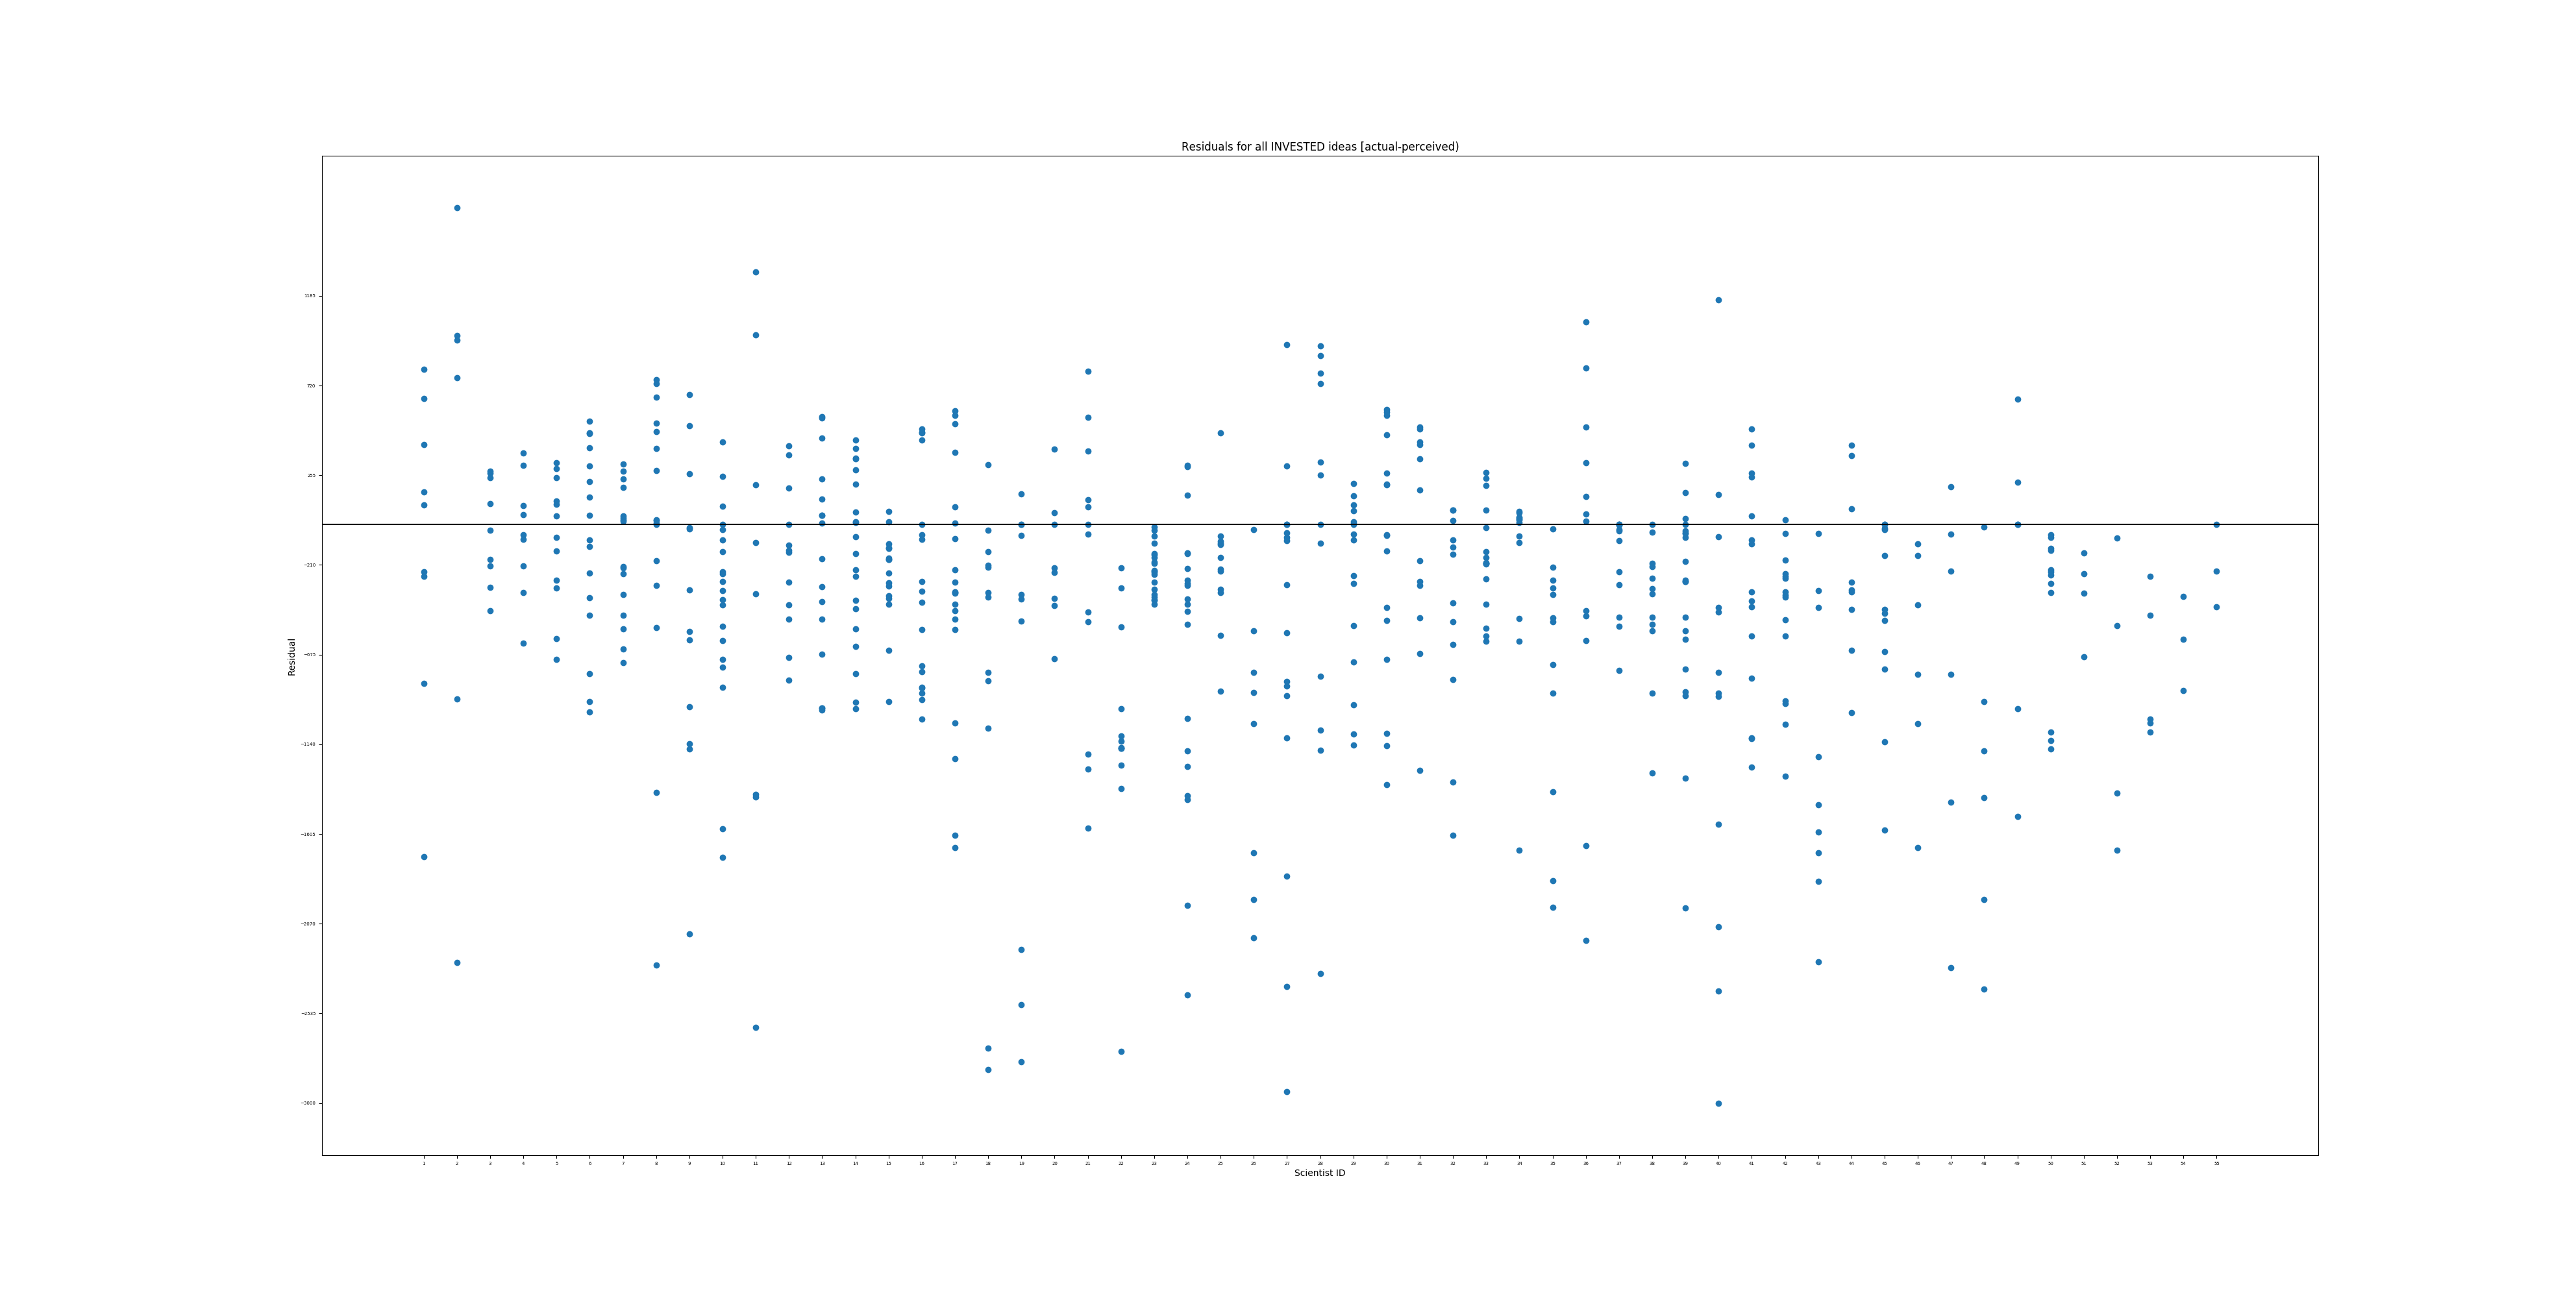 Residuals for all INVESTED ideas [actual-perceived)
1185
720
255
−210
−675
−1140
−1605
−2070
−2535
−3000
Residual
1 2 3 4 5 6 7 8 9 10 11 12 13 14 15 16 17 18 19 20 21 22 23 24 25 26 27 28 29 30 31 32 33 34 35 36 37 38 39 40 41 42 43 44 45 46 47 48 49 50 51 52 53 54 55
Scientist ID